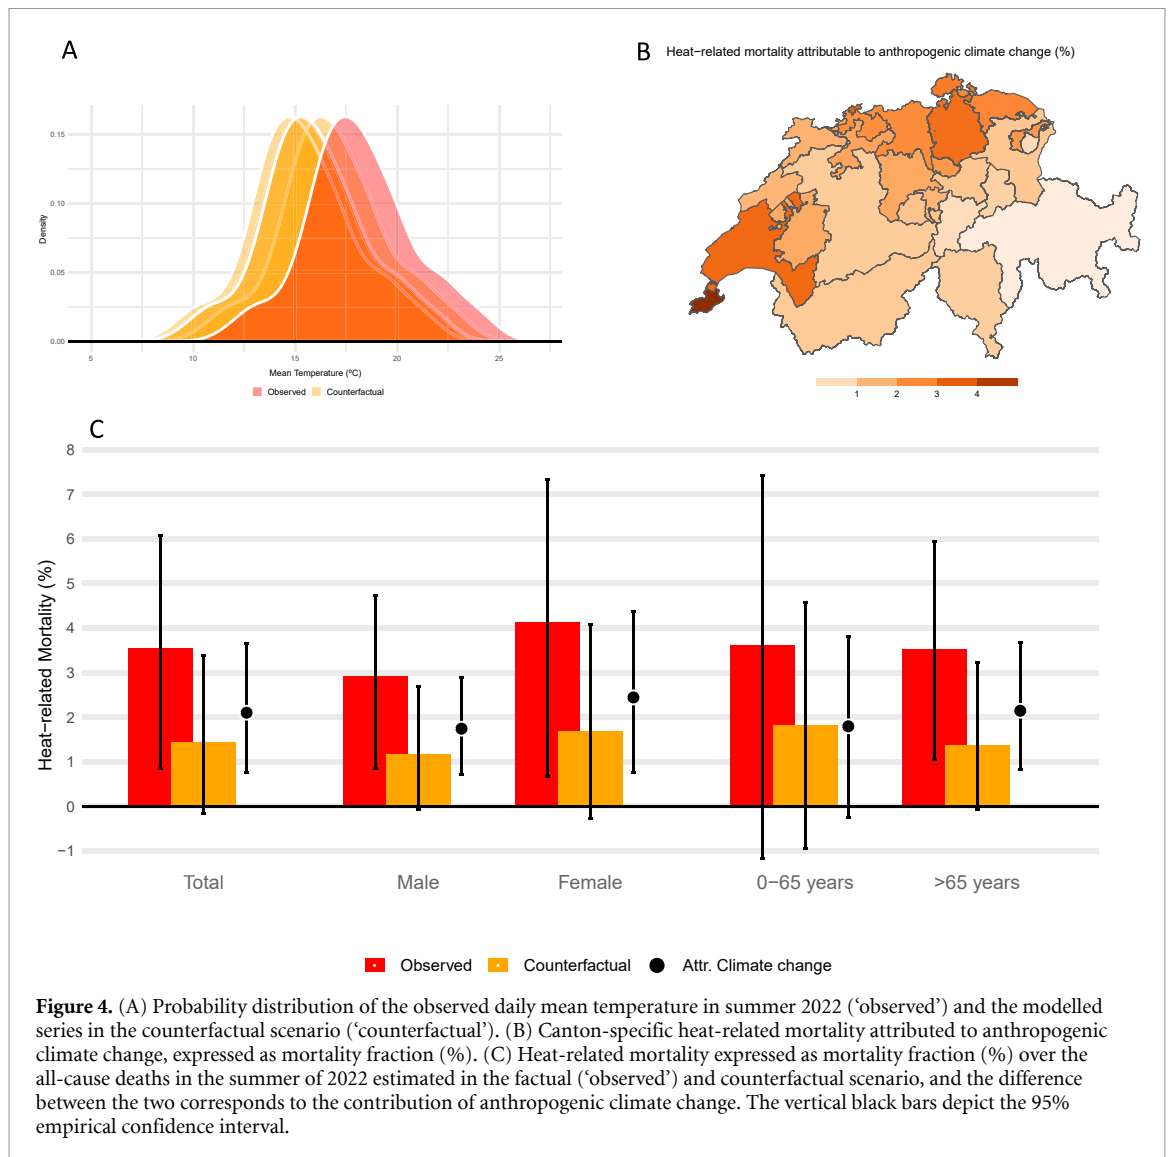 A
0.15
0.10
0.05
0.00
Density
5 10 15 20 25
Mean Temperature (ºC)
Observed Counterfactual
B Heat−related mortality attributable to anthropogenic climate change (%)
1 2 3 4
C
8
7
6
5
4
3
2
1
0
−1
Heat−related Mortality (%)
Total Male Female 0−65 years >65 years
Observed Counterfactual Attr. Climate change
Figure 4. (A) Probability distribution of the observed daily mean temperature in summer 2022 (‘observed’) and the modelled
series in the counterfactual scenario (‘counterfactual’). (B) Canton-specific heat-related mortality attributed to anthropogenic
climate change, expressed as mortality fraction (%). (C) Heat-related mortality expressed as mortality fraction (%) over the
all-cause deaths in the summer of 2022 estimated in the factual (‘observed’) and counterfactual scenario, and the difference
between the two corresponds to the contribution of anthropogenic climate change. The vertical black bars depict the 95%
empirical confidence interval.